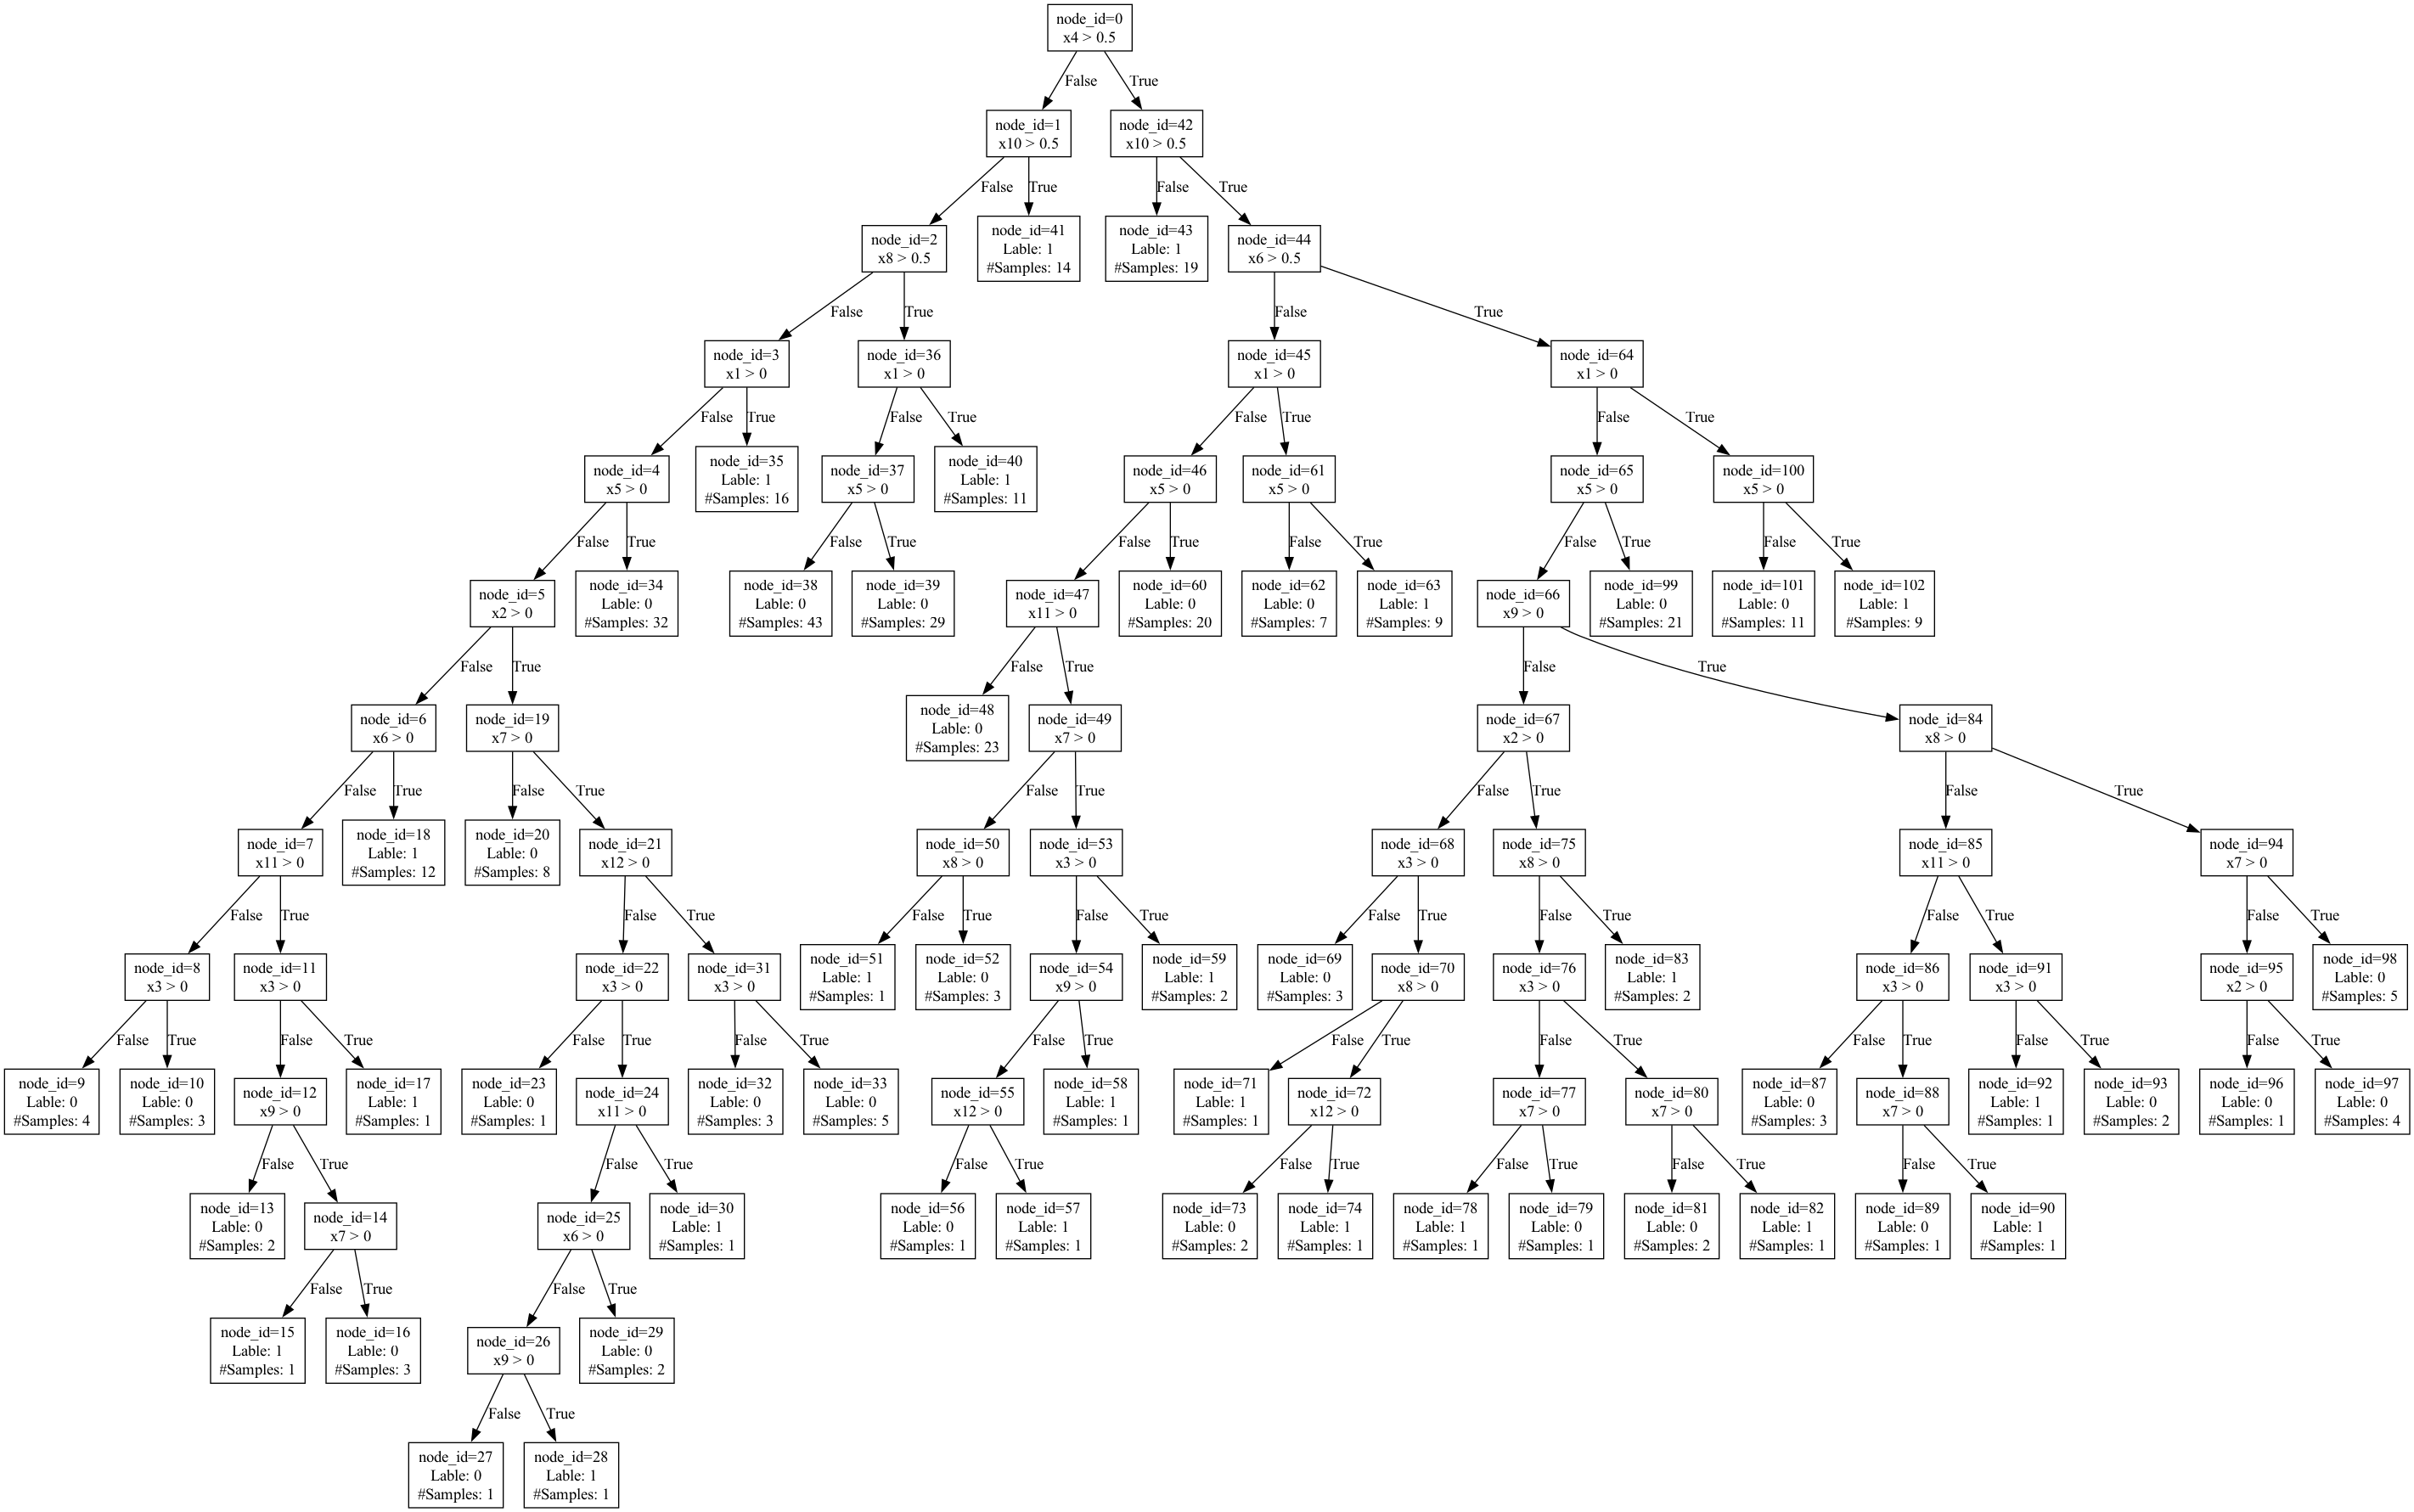 node_id=0
x4 > 0.5
False
True
node_id=1
x10 > 0.5
node_id=42
x10 > 0.5
False
True
False
True
node_id=2
x8 > 0.5
node_id=41
Lable: 1
#Samples: 14
node_id=43
Lable: 1
#Samples: 19
node_id=44
x6 > 0.5
False
True
False
True
node_id=3
x1 > 0
node_id=36
x1 > 0
node_id=45
x1 > 0
node_id=64
x1 > 0
False
True
False
True
False
True
False
True
node_id=4
x5 > 0
node_id=35
Lable: 1
#Samples: 16
node_id=37
x5 > 0
node_id=40
Lable: 1
#Samples: 11
node_id=46
x5 > 0
node_id=61
x5 > 0
node_id=65
x5 > 0
node_id=100
x5 > 0
False
True
False
True
False
True
False
True
False
True
False
True
node_id=5
x2 > 0
node_id=34
Lable: 0
#Samples: 32
node_id=38
Lable: 0
#Samples: 43
node_id=39
Lable: 0
#Samples: 29
node_id=47
x11 > 0
node_id=60
Lable: 0
#Samples: 20
node_id=62
Lable: 0
#Samples: 7
node_id=63
Lable: 1
#Samples: 9
node_id=66
x9 > 0
node_id=99
Lable: 0
#Samples: 21
node_id=101
Lable: 0
#Samples: 11
node_id=102
Lable: 1
#Samples: 9
False
True
False
True
False
True
node_id=6
x6 > 0
node_id=19
x7 > 0
node_id=48
Lable: 0
#Samples: 23
node_id=49
x7 > 0
node_id=67
x2 > 0
node_id=84
x8 > 0
False
True
False
True
False
True
False
True
False
True
node_id=7
x11 > 0
node_id=18
Lable: 1
#Samples: 12
node_id=20
Lable: 0
#Samples: 8
node_id=21
x12 > 0
node_id=50
x8 > 0
node_id=53
x3 > 0
node_id=68
x3 > 0
node_id=75
x8 > 0
node_id=85
x11 > 0
node_id=94
x7 > 0
False
True
False
True
False
True
False
True
False
True
False
True
False
True
False
True
node_id=8
x3 > 0
node_id=11
x3 > 0
node_id=22
x3 > 0
node_id=31
x3 > 0
node_id=51
Lable: 1
#Samples: 1
node_id=52
Lable: 0
#Samples: 3
node_id=54
x9 > 0
node_id=59
Lable: 1
#Samples: 2
node_id=69
Lable: 0
#Samples: 3
node_id=70
x8 > 0
node_id=76
x3 > 0
node_id=83
Lable: 1
#Samples: 2
node_id=86
x3 > 0
node_id=91
x3 > 0
node_id=95
x2 > 0
node_id=98
Lable: 0
#Samples: 5
False
True
False
True
False
True
False
True
False
True
False
True
False
True
False
True
False
True
False
True
node_id=9
Lable: 0
#Samples: 4
node_id=10
Lable: 0
#Samples: 3
node_id=12
x9 > 0
node_id=17
Lable: 1
#Samples: 1
node_id=23
Lable: 0
#Samples: 1
node_id=24
x11 > 0
node_id=32
Lable: 0
#Samples: 3
node_id=33
Lable: 0
#Samples: 5
node_id=55
x12 > 0
node_id=58
Lable: 1
#Samples: 1
node_id=71
Lable: 1
#Samples: 1
node_id=72
x12 > 0
node_id=77
x7 > 0
node_id=80
x7 > 0
node_id=87
Lable: 0
#Samples: 3
node_id=88
x7 > 0
node_id=92
Lable: 1
#Samples: 1
node_id=93
Lable: 0
#Samples: 2
node_id=96
Lable: 0
#Samples: 1
node_id=97
Lable: 0
#Samples: 4
False
True
False
True
False
True
False
True
False
True
False
True
False
True
node_id=13
Lable: 0
#Samples: 2
node_id=14
x7 > 0
node_id=25
x6 > 0
node_id=30
Lable: 1
#Samples: 1
node_id=56
Lable: 0
#Samples: 1
node_id=57
Lable: 1
#Samples: 1
node_id=73
Lable: 0
#Samples: 2
node_id=74
Lable: 1
#Samples: 1
node_id=78
Lable: 1
#Samples: 1
node_id=79
Lable: 0
#Samples: 1
node_id=81
Lable: 0
#Samples: 2
node_id=82
Lable: 1
#Samples: 1
node_id=89
Lable: 0
#Samples: 1
node_id=90
Lable: 1
#Samples: 1
False
True
False
True
node_id=15
Lable: 1
#Samples: 1
node_id=16
Lable: 0
#Samples: 3
node_id=26
x9 > 0
node_id=29
Lable: 0
#Samples: 2
False
True
node_id=27
Lable: 0
#Samples: 1
node_id=28
Lable: 1
#Samples: 1